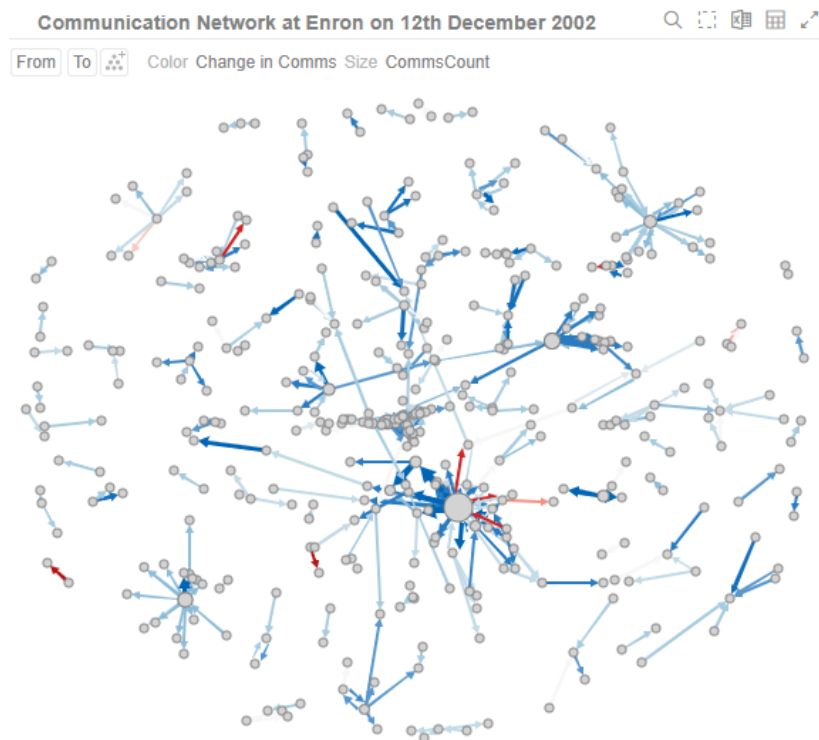 Communication Network at Enron on 12th December 2002
From To Color Change in Comms Size CommsCount